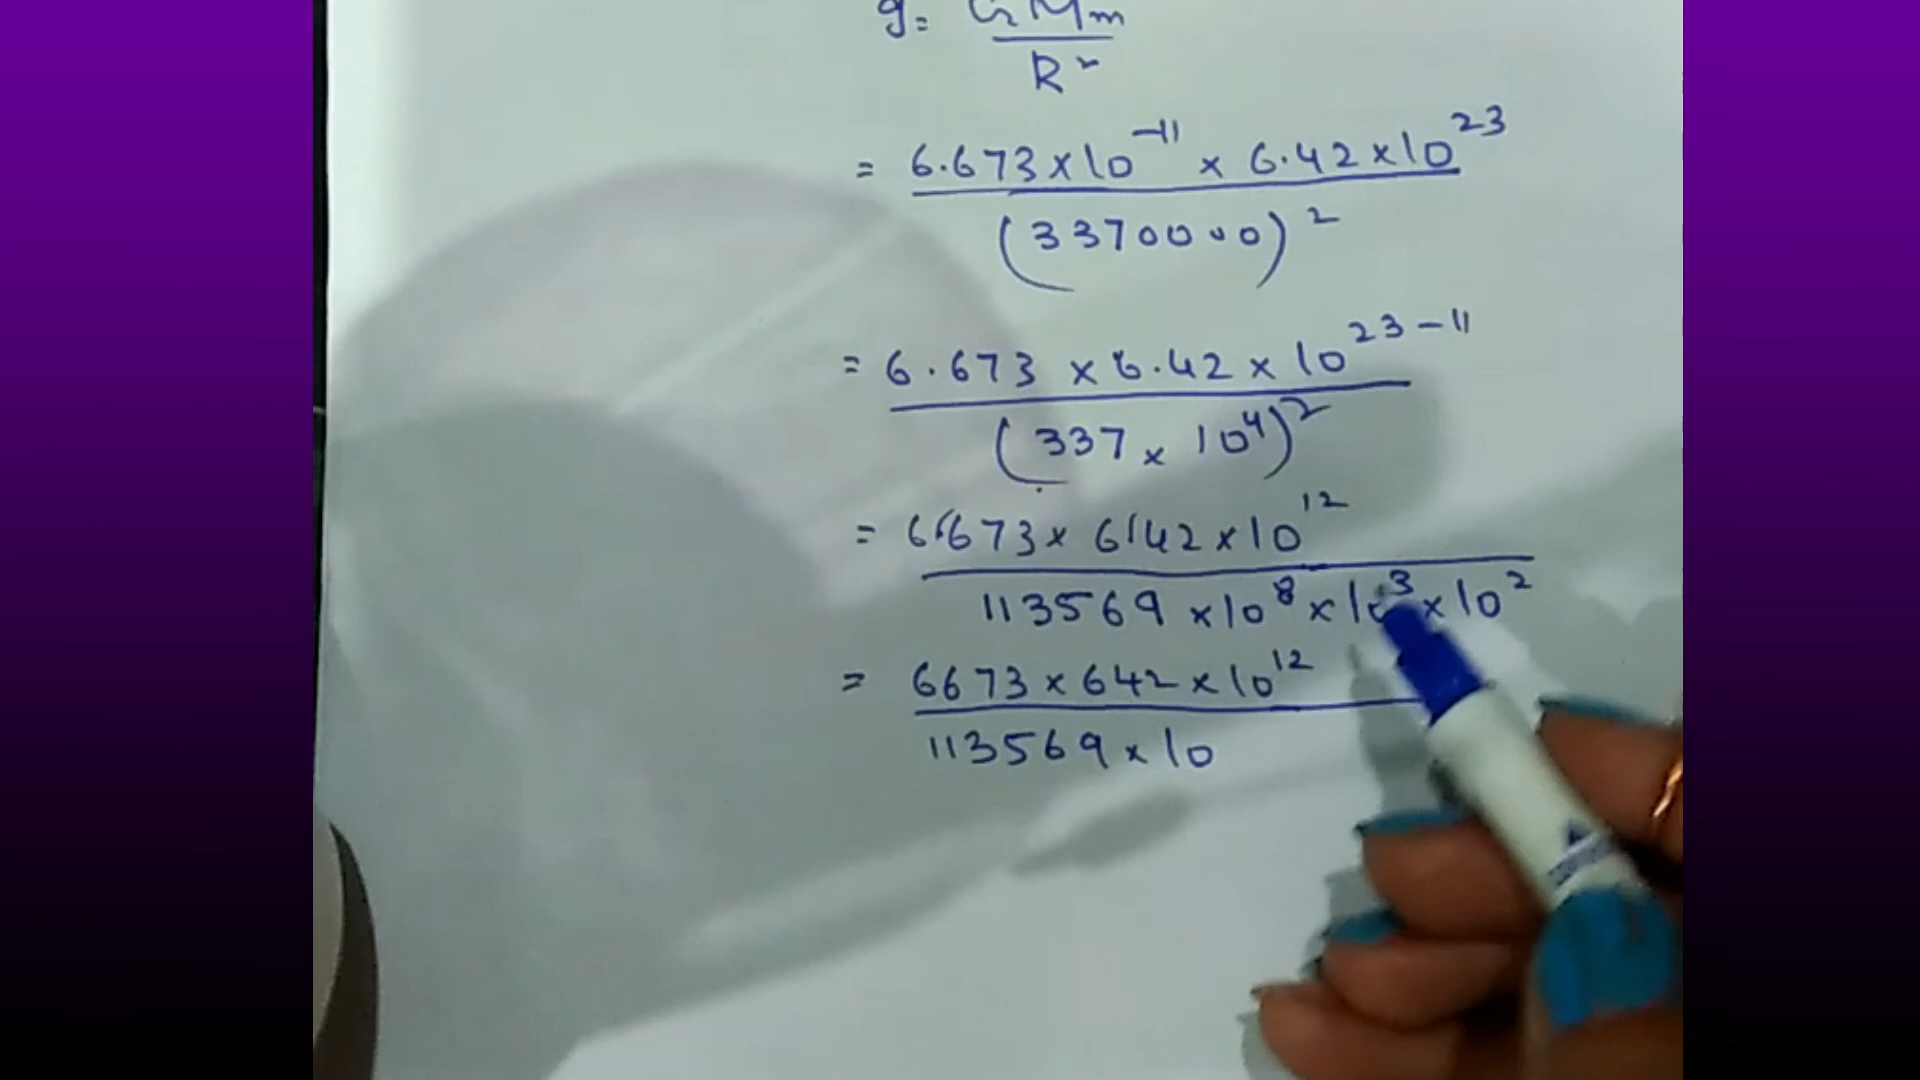 g = GMm
R²
= 6.673 × 10⁻¹¹ × 6.42 × 10²³
(3370000)²
= 6.673 × 6.42 × 10²³⁻¹¹
(337 × 10⁴)²
= 6673 × 642 × 10¹²
113569 × 10⁸ × 10³ × 10²
= 6673 × 642 × 10¹²
113569 × 10